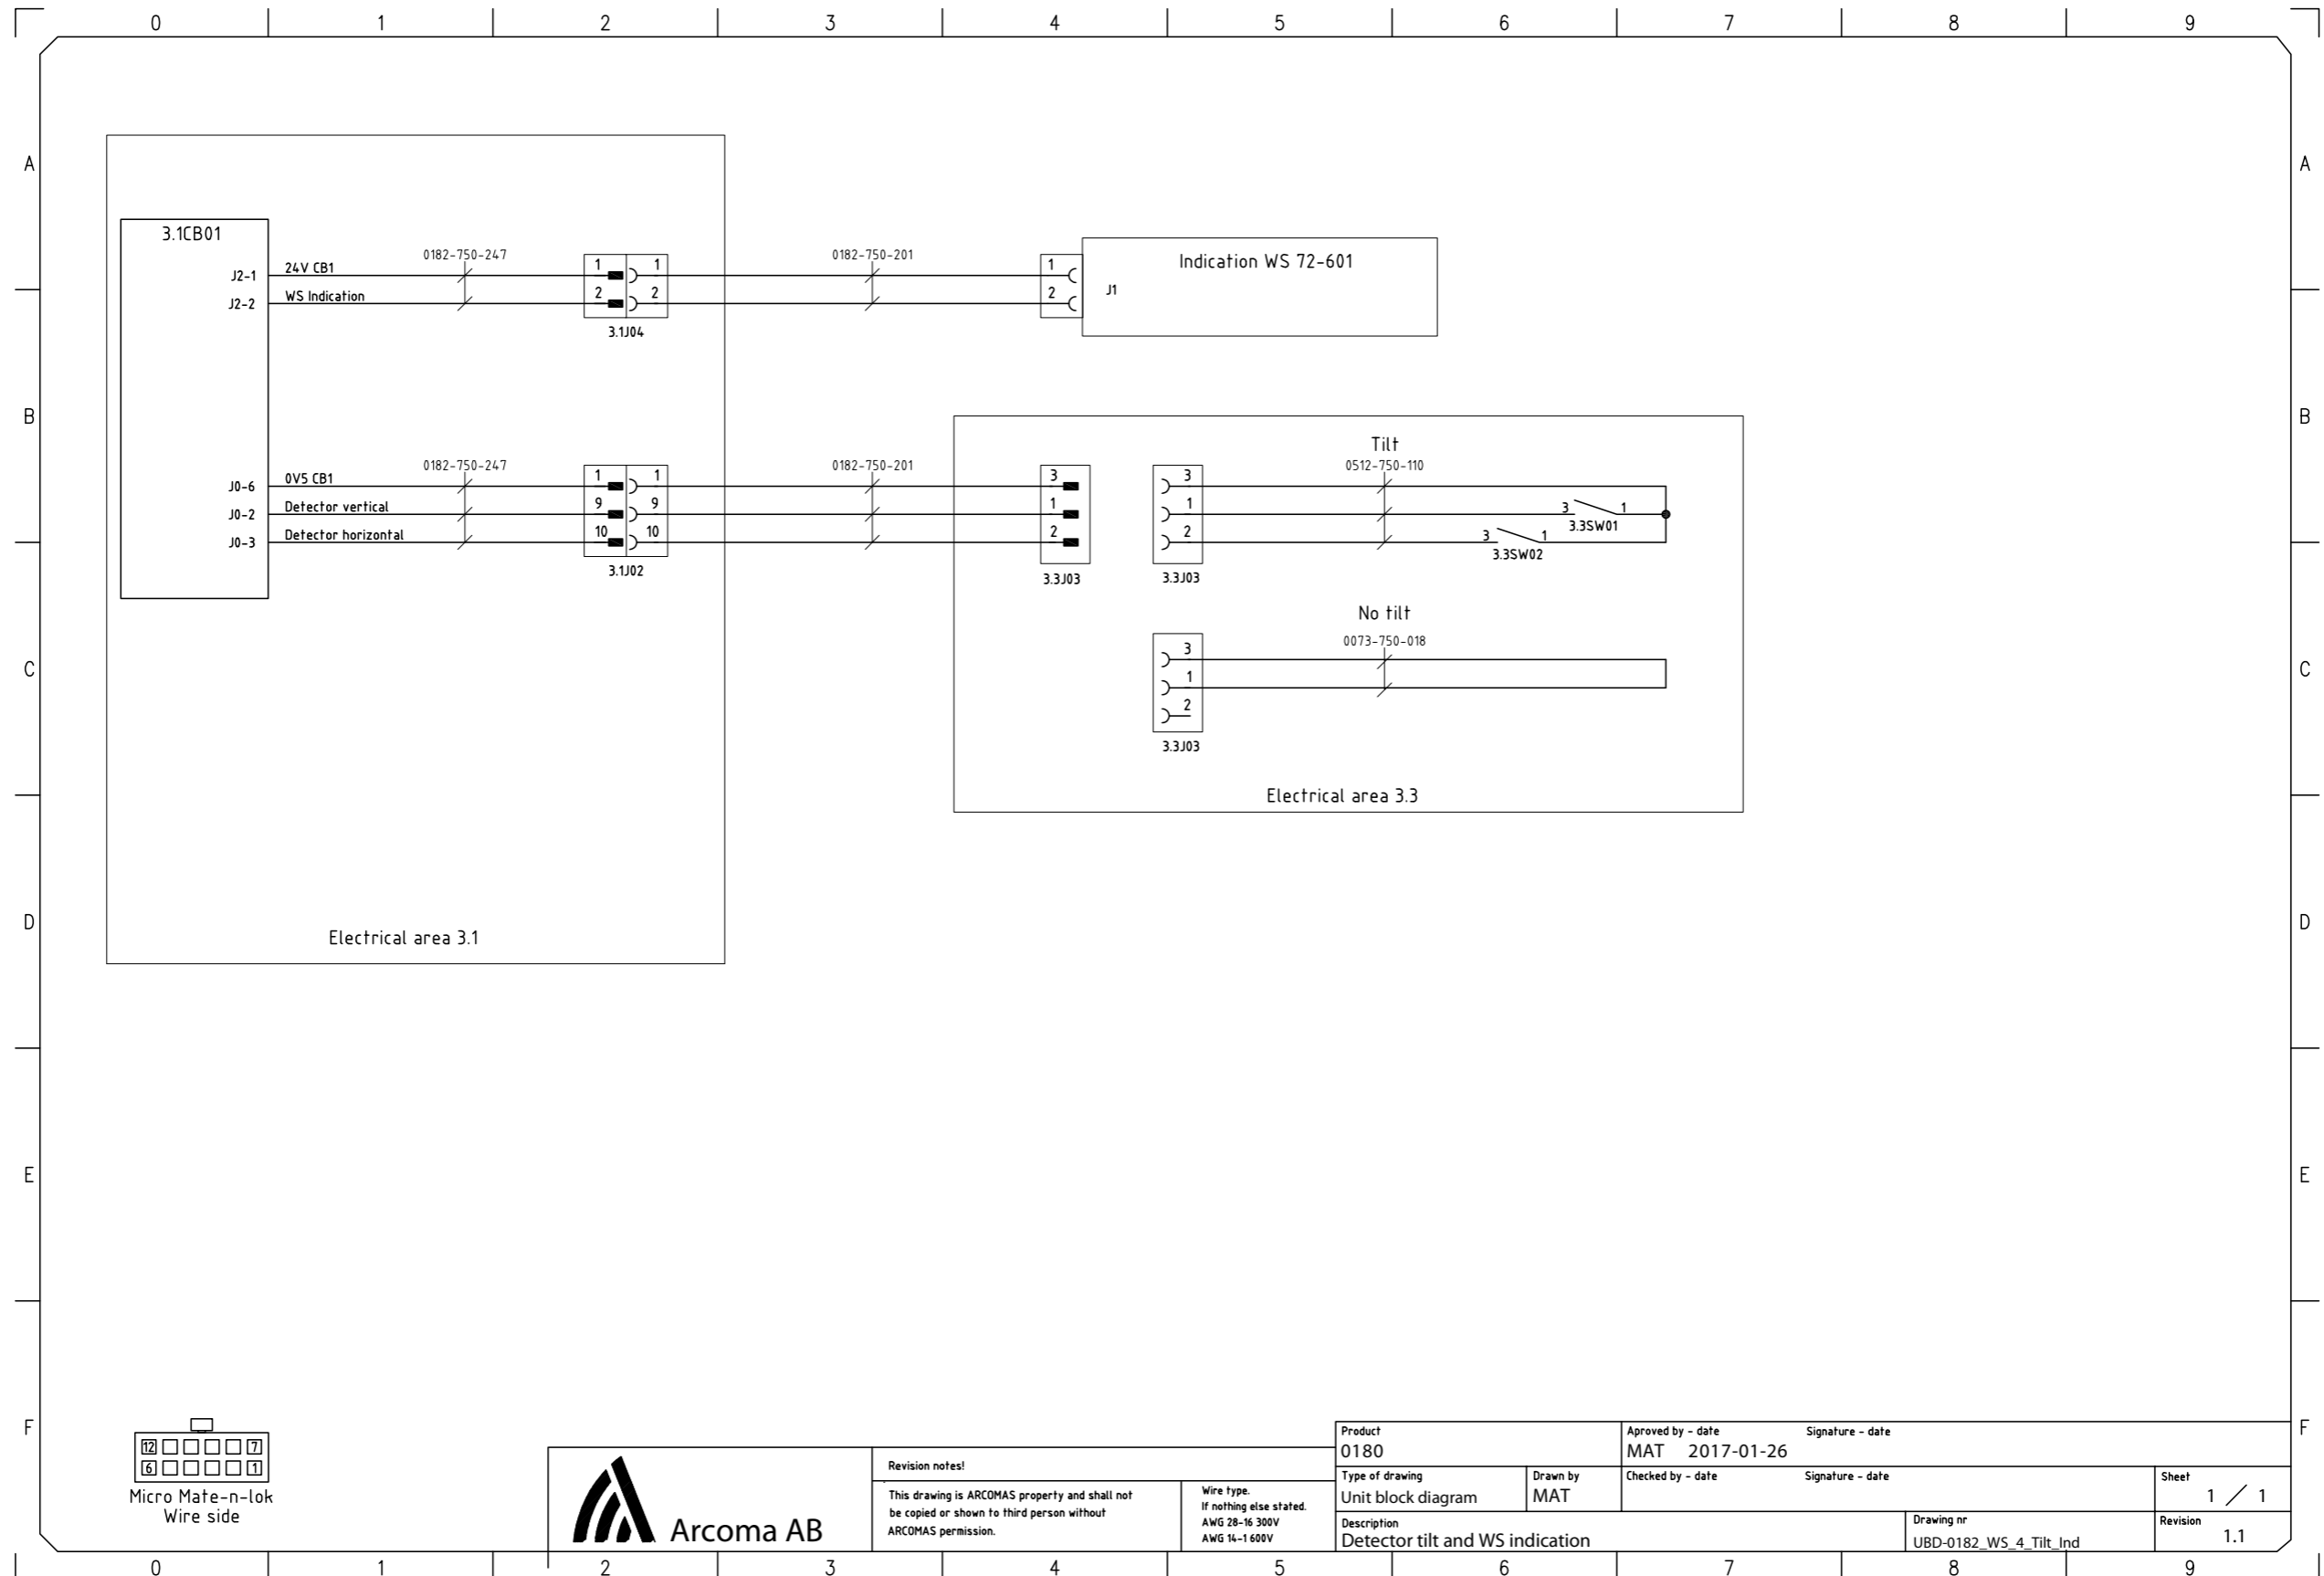 0 1 2 3 4 5 6 7 8 9
A A
3.1CB01
J2-1 24V CB1 0182-750-247 1 1 0182-750-201 1 Indication WS 72-601
J2-2 WS Indication 2 2 2 J1
3.1J04
B B
Tilt
J0-6 0V5 CB1 0182-750-247 1 1 0182-750-201 3 3 0512-750-110
J0-2 Detector vertical 9 9 1 1 3 1
3.3SW01
J0-3 Detector horizontal 10 10 2 2 3 1
3.3SW02
3.1J02 3.3J03 3.3J03
No tilt
0073-750-018
C 3 C
1
2
3.3J03
Electrical area 3.3
D D
Electrical area 3.1
E E
F F
12 7
6 1
Micro Mate-n-lok
Wire side
Arcoma AB
Revision notes!
This drawing is ARCOMAS property and shall not
be copied or shown to third person without
ARCOMAS permission.
Wire type.
If nothing else stated.
AWG 28-16 300V
AWG 14-1 600V
Product
0180
Aproved by - date Signature - date
MAT 2017-01-26
Type of drawing
Unit block diagram
Drawn by
MAT
Checked by - date Signature - date
Sheet
1 / 1
Description
Detector tilt and WS indication
Drawing nr
UBD-0182_WS_4_Tilt_Ind
Revision
1.1
0 1 2 3 4 5 6 7 8 9